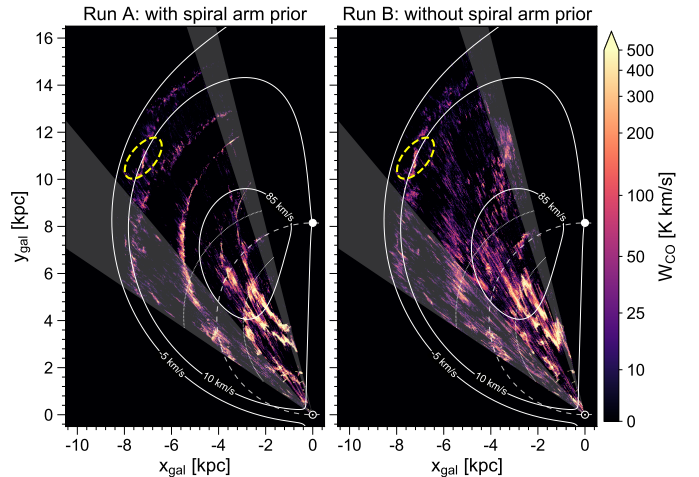 Run A: with spiral arm prior
Run B: without spiral arm prior
16
14
12
10
8
6
4
2
0
y_gal [kpc]
85 km/s
10 km/s
-5 km/s
85 km/s
10 km/s
-5 km/s
500
400
300
200
100
50
25
10
0
W_CO [K km/s]
-10 -8 -6 -4 -2 0
-10 -8 -6 -4 -2 0
x_gal [kpc]
x_gal [kpc]